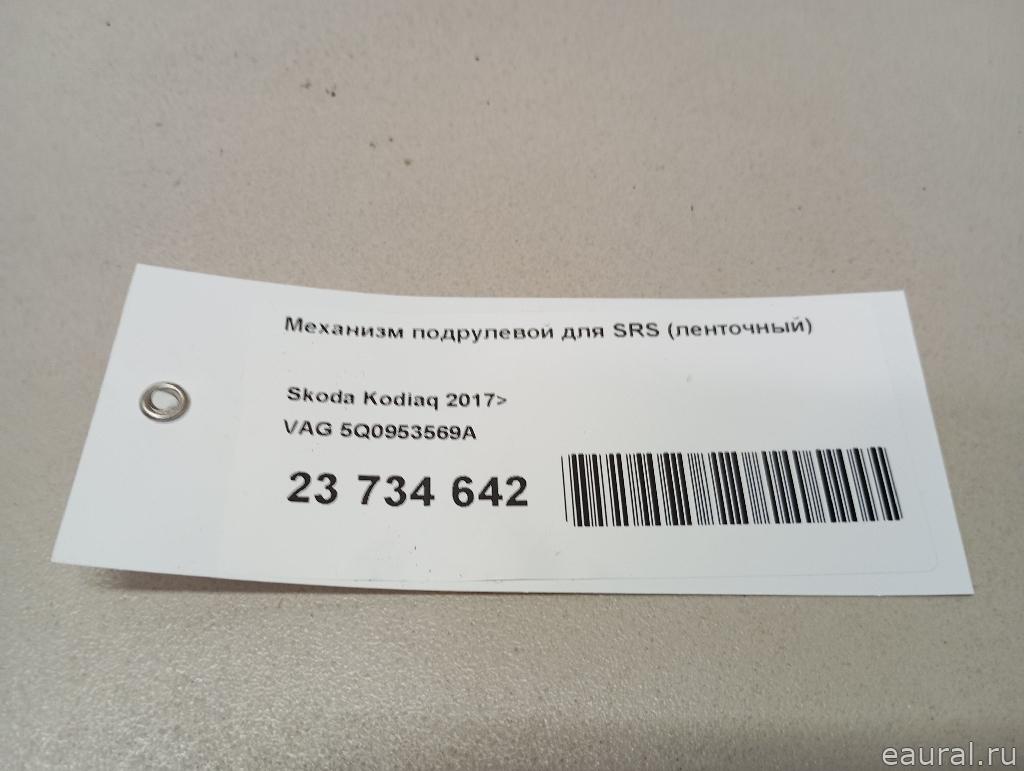 Механизм подрулевой для SRS (ленточный)
Skoda Kodiaq 2017>
VAG 5Q0953569A
23 734 642
eaural.ru